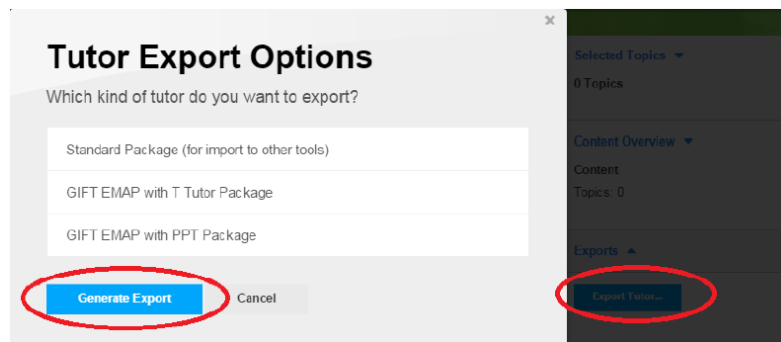 ×
Tutor Export Options
Which kind of tutor do you want to export?
Standard Package (for import to other tools)
GIFT EMAP with T Tutor Package
GIFT EMAP with PPT Package
Generate Export
Cancel
Selected Topics
0 Topics
Content Overview
Content
Topics: 0
Exports
Export Tutor...